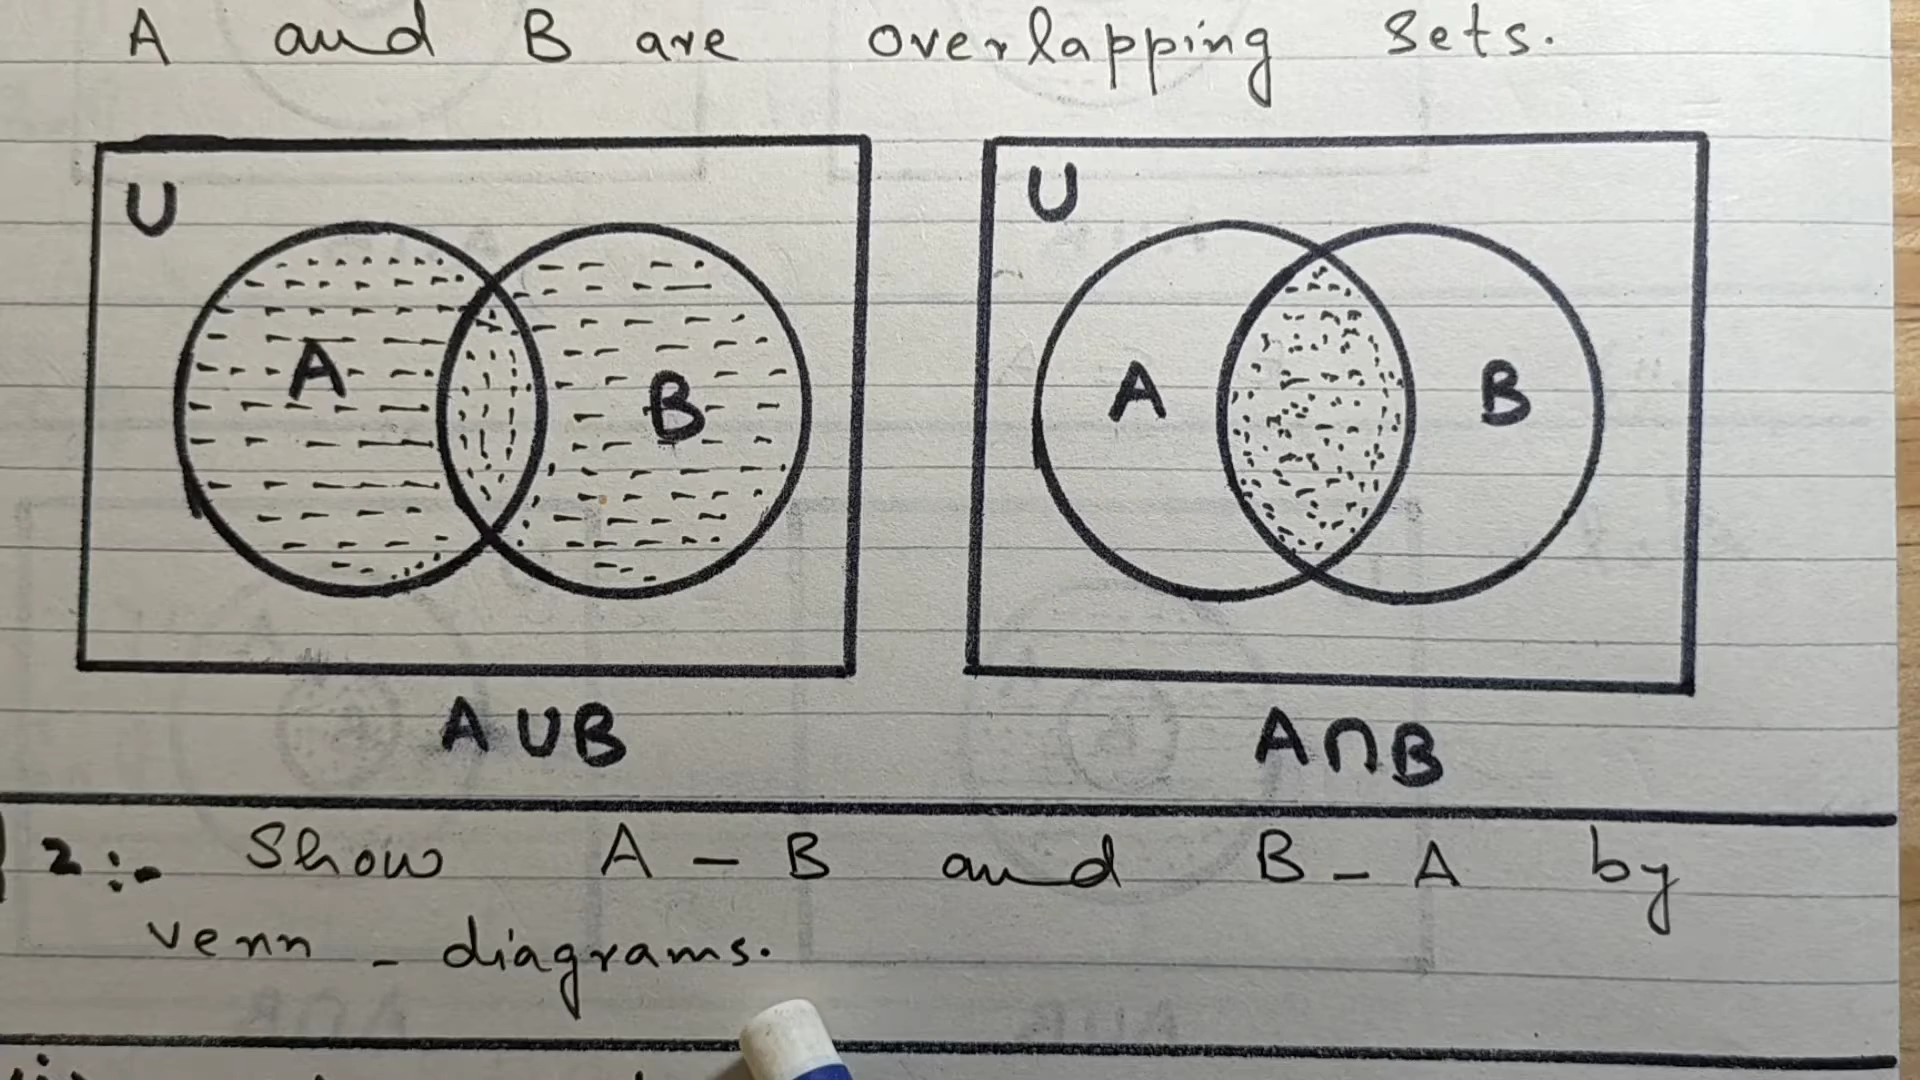 A and B are overlapping sets.
U
A
B
U
A
B
A∪B
A∩B
2:- Show A - B and B - A by
venn - diagrams.